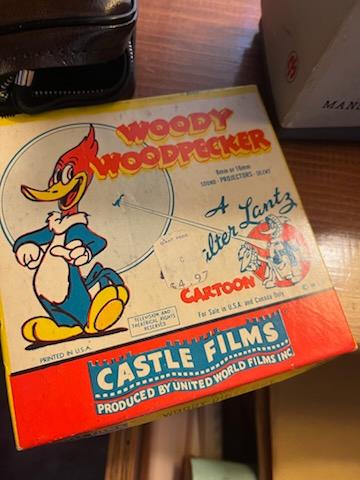 WOODY
WOODPECKER
8mm or 16mm
SOUND · PROJECTORS · SILENT
A
Walter Lantz
$4.97
CARTOON
For Sale in U.S.A. and Canada Only
TELEVISION AND
THEATRICAL RIGHTS
RESERVED
PRINTED IN U.S.A.
CASTLE FILMS
PRODUCED BY UNITED WORLD FILMS INC.
MAN